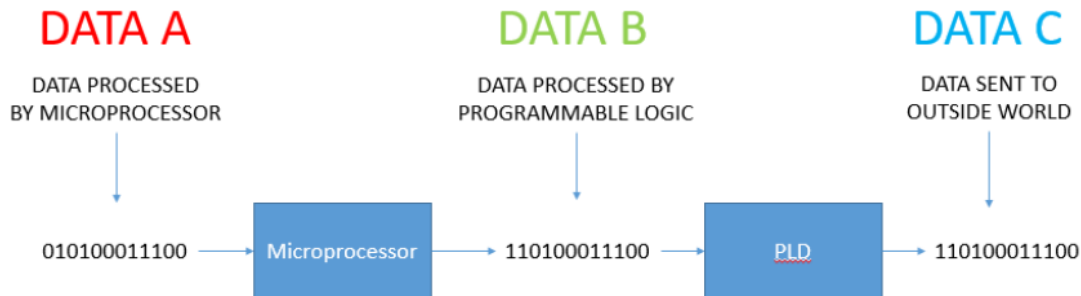 DATA A
DATA B
DATA C
DATA PROCESSED
BY MICROPROCESSOR
DATA PROCESSED BY
PROGRAMMABLE LOGIC
DATA SENT TO
OUTSIDE WORLD
010100011100
Microprocessor
110100011100
PLD
110100011100